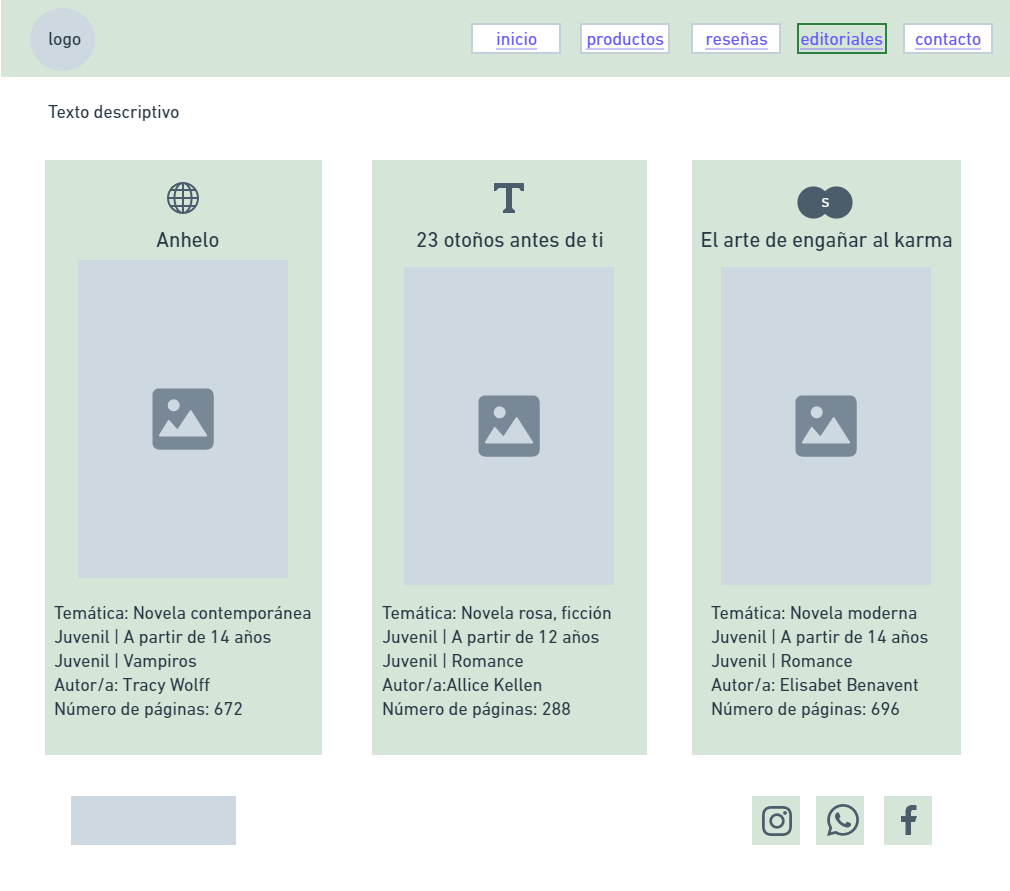 logo
inicio
productos
reseñas
editoriales
contacto
Texto descriptivo
Anhelo
Temática: Novela contemporánea
Juvenil | A partir de 14 años
Juvenil | Vampiros
Autor/a: Tracy Wolff
Número de páginas: 672
T
23 otoños antes de ti
Temática: Novela rosa, ficción
Juvenil | A partir de 12 años
Juvenil | Romance
Autor/a:Allice Kellen
Número de páginas: 288
S
El arte de engañar al karma
Temática: Novela moderna
Juvenil | A partir de 14 años
Juvenil | Romance
Autor/a: Elisabet Benavent
Número de páginas: 696